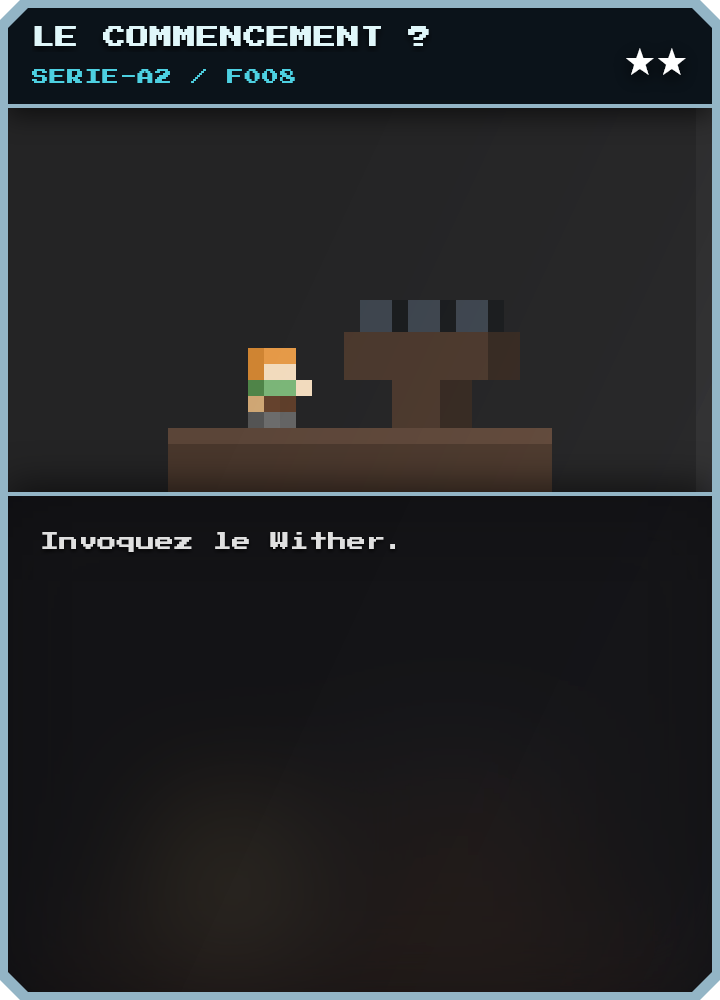 LE COMMENCEMENT ?
SERIE-A2 / F008
★★
Invoquez le Wither.